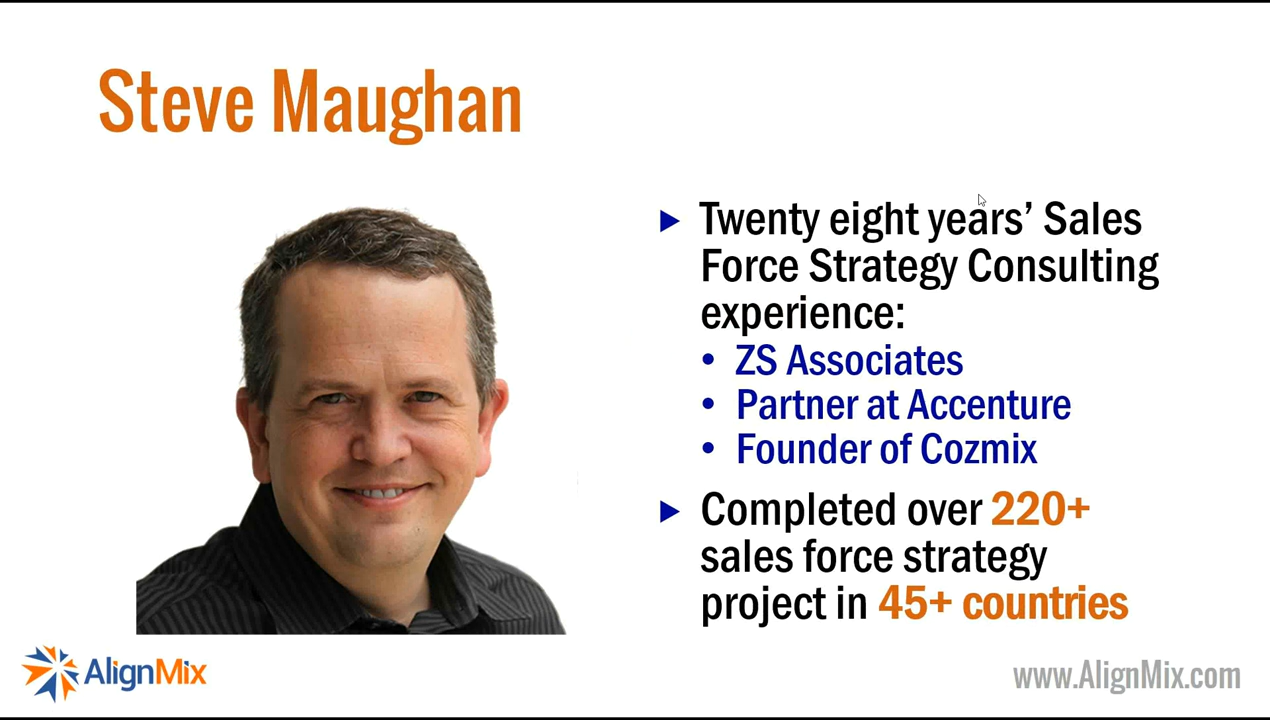 Steve Maughan
Twenty eight years’ Sales
Force Strategy Consulting
experience:
• ZS Associates
• Partner at Accenture
• Founder of Cozmix
Completed over 220+
sales force strategy
project in 45+ countries
AlignMix
www.AlignMix.com